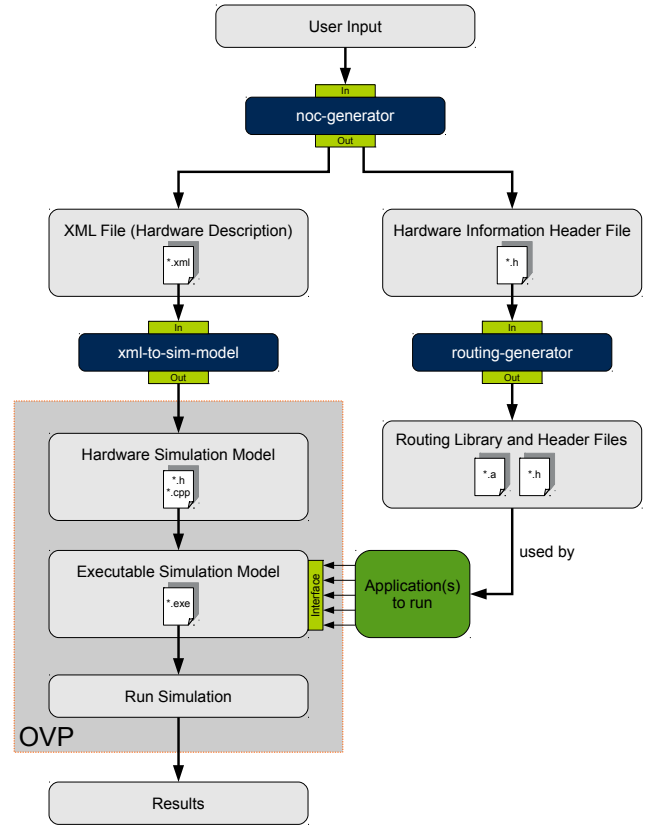 User Input
In
noc-generator
Out
XML File (Hardware Description)
*.xml
Hardware Information Header File
*.h
In
xml-to-sim-model
Out
In
routing-generator
Out
Hardware Simulation Model
*.h
*.cpp
Routing Library and Header Files
*.a
*.h
used by
Executable Simulation Model
*.exe
Interface
Application(s)
to run
Run Simulation
OVP
Results